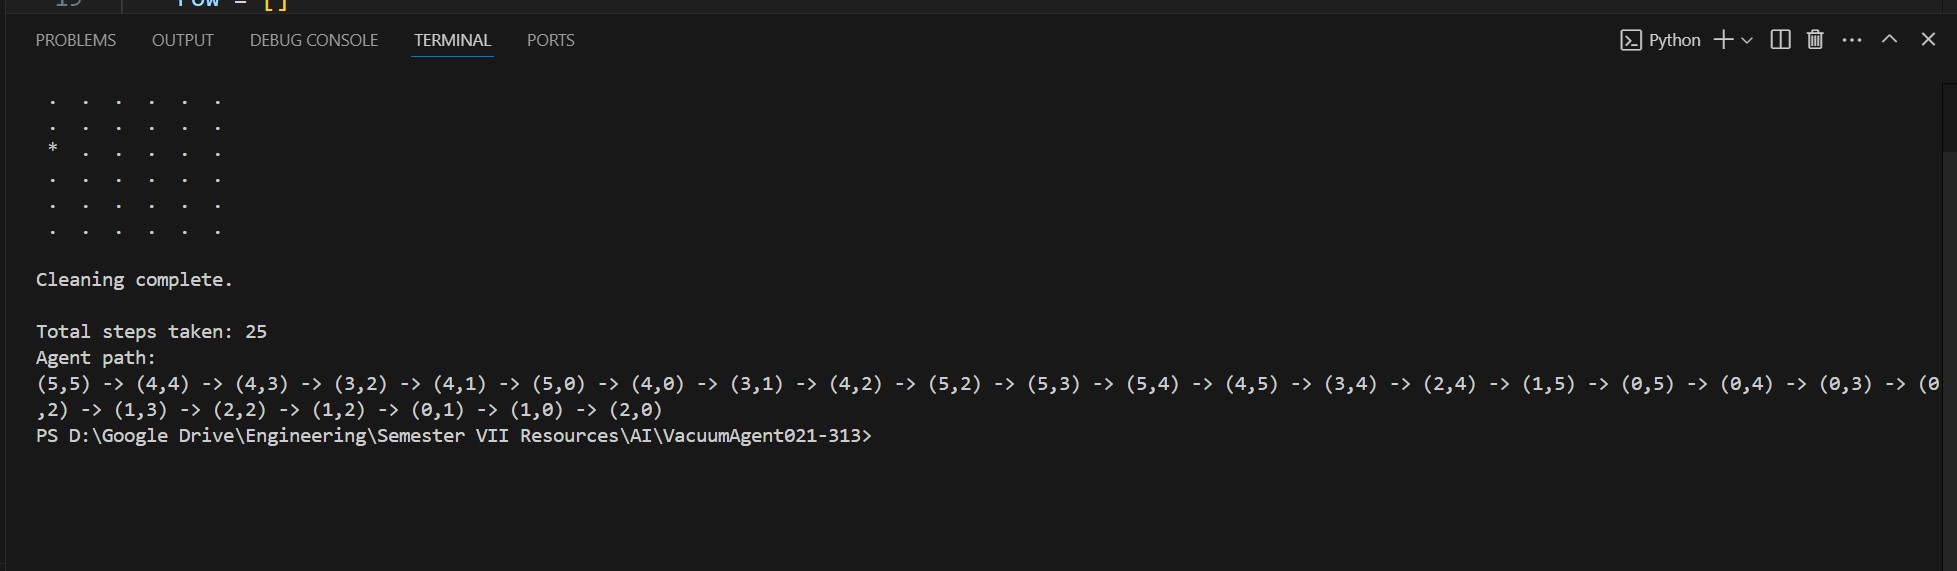 19 row = []
PROBLEMS OUTPUT DEBUG CONSOLE TERMINAL PORTS Python
. . . . . .
. . . . . .
* . . . . .
. . . . . .
. . . . . .
. . . . . .
Cleaning complete.
Total steps taken: 25
Agent path:
(5,5) -> (4,4) -> (4,3) -> (3,2) -> (4,1) -> (5,0) -> (4,0) -> (3,1) -> (4,2) -> (5,2) -> (5,3) -> (5,4) -> (4,5) -> (3,4) -> (2,4) -> (1,5) -> (0,5) -> (0,4) -> (0,3) -> (0
,2) -> (1,3) -> (2,2) -> (1,2) -> (0,1) -> (1,0) -> (2,0)
PS D:\Google Drive\Engineering\Semester VII Resources\AI\VacuumAgent021-313>